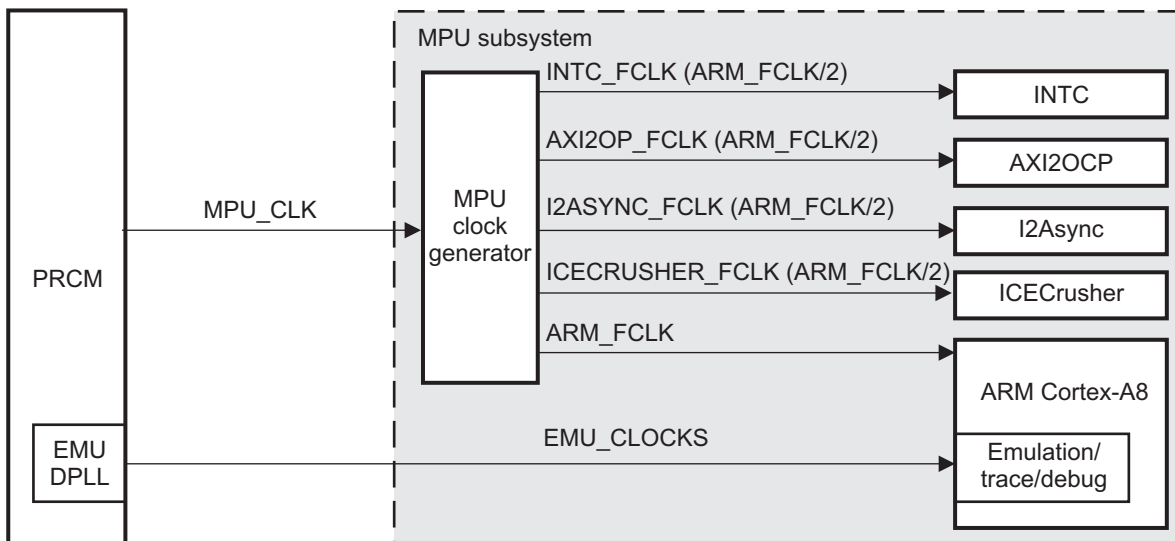 MPU subsystem
INTC_FCLK (ARM_FCLK/2)
INTC
AXI2OP_FCLK (ARM_FCLK/2)
AXI2OCP
MPU_CLK
MPU
clock
generator
I2ASYNC_FCLK (ARM_FCLK/2)
I2Async
PRCM
ICECRUSHER_FCLK (ARM_FCLK/2)
ICECrusher
ARM_FCLK
ARM Cortex-A8
EMU
DPLL
EMU_CLOCKS
Emulation/
trace/debug